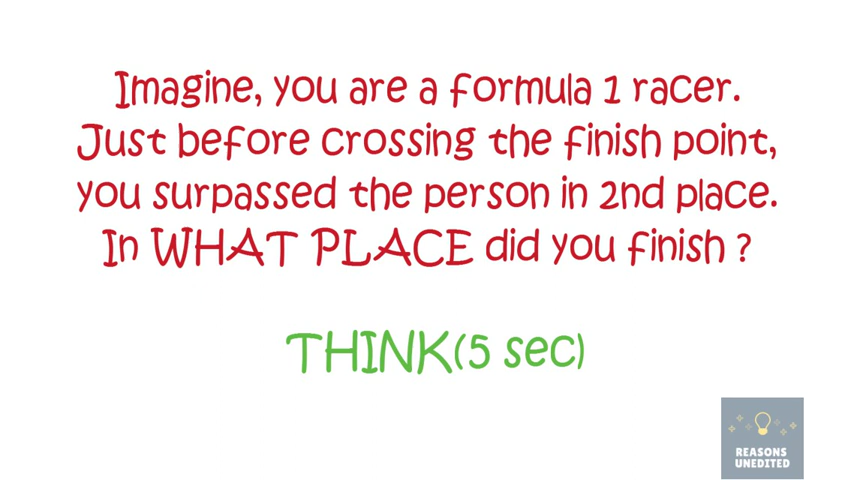 Imagine, you are a formula 1 racer.
Just before crossing the finish point,
you surpassed the person in 2nd place.
In WHAT PLACE did you finish ?
THINK(5 sec)
REASONS
UNEDITED